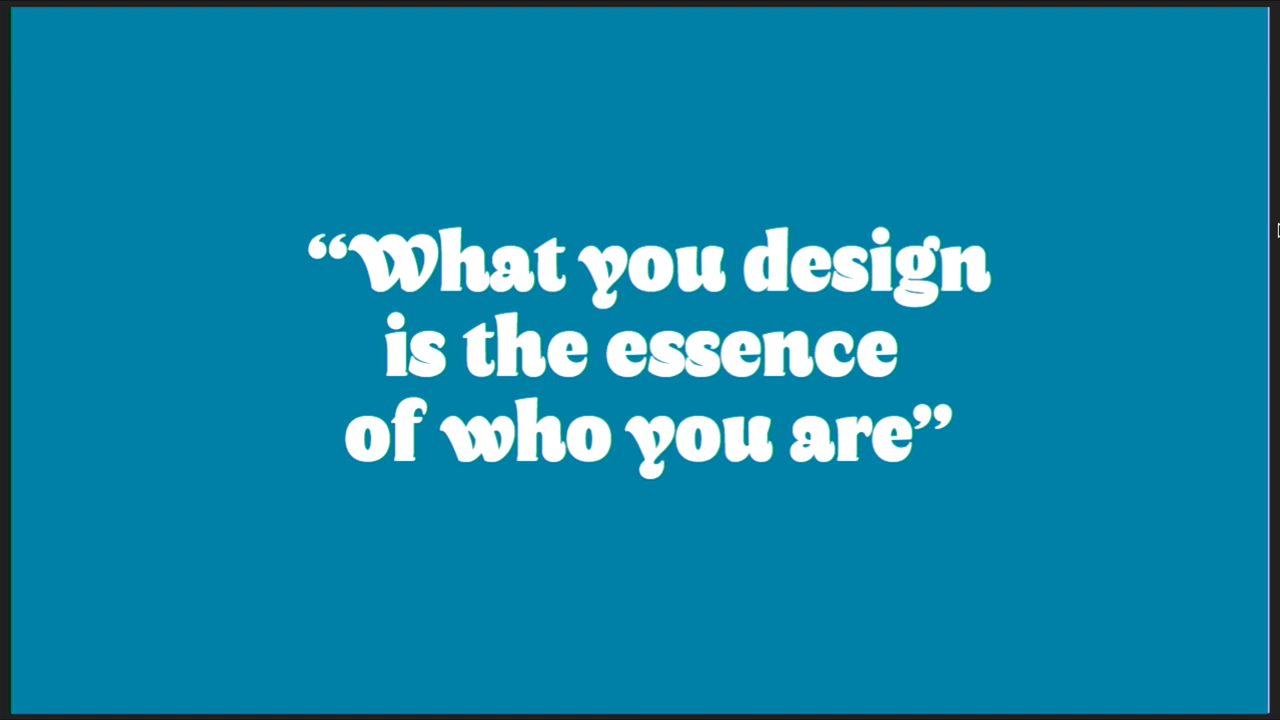 “What you design
is the essence
of who you are”